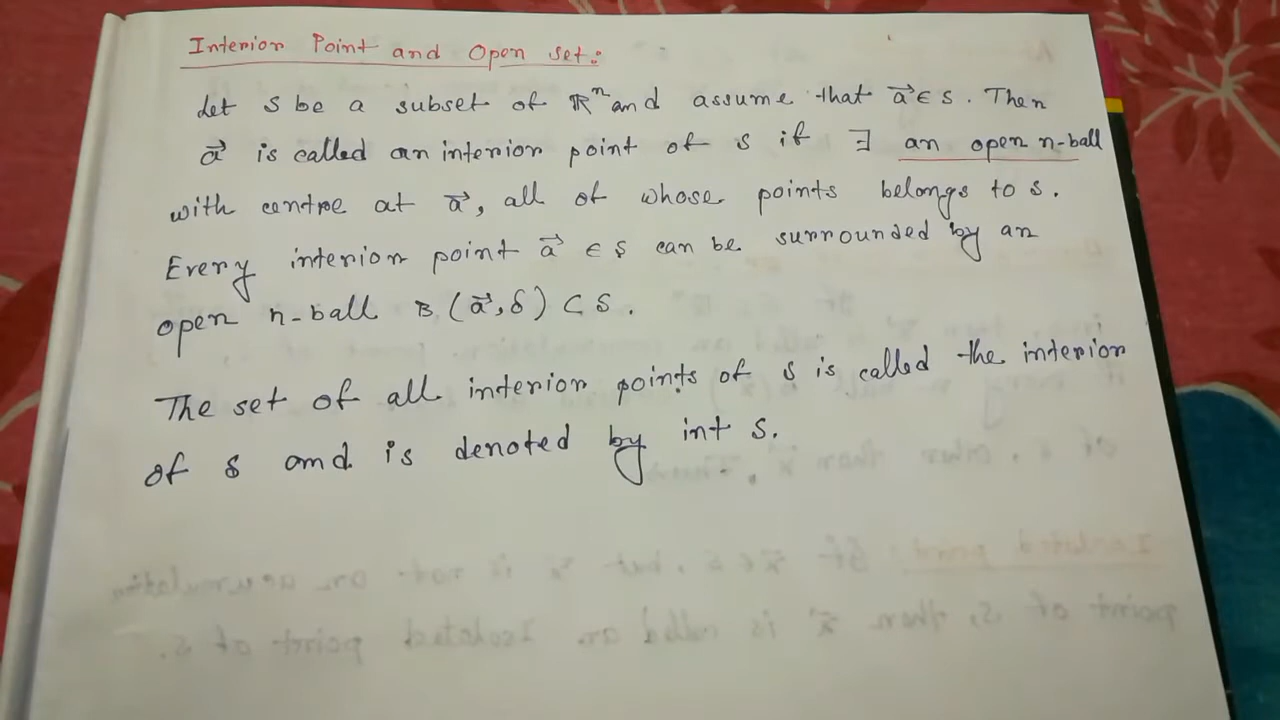 Interior Point and Open set:
Let S be a subset of ℝⁿ and assume that a⃗ ∈ S. Then
a⃗ is called an interior point of S if ∃ an open n-ball
with centre at a⃗, all of whose points belongs to S.
Every interior point a⃗ ∈ S can be surrounded by an
open n-ball B (a⃗, δ) ⊂ S.
The set of all interior points of S is called the interior
of S and is denoted by int S.